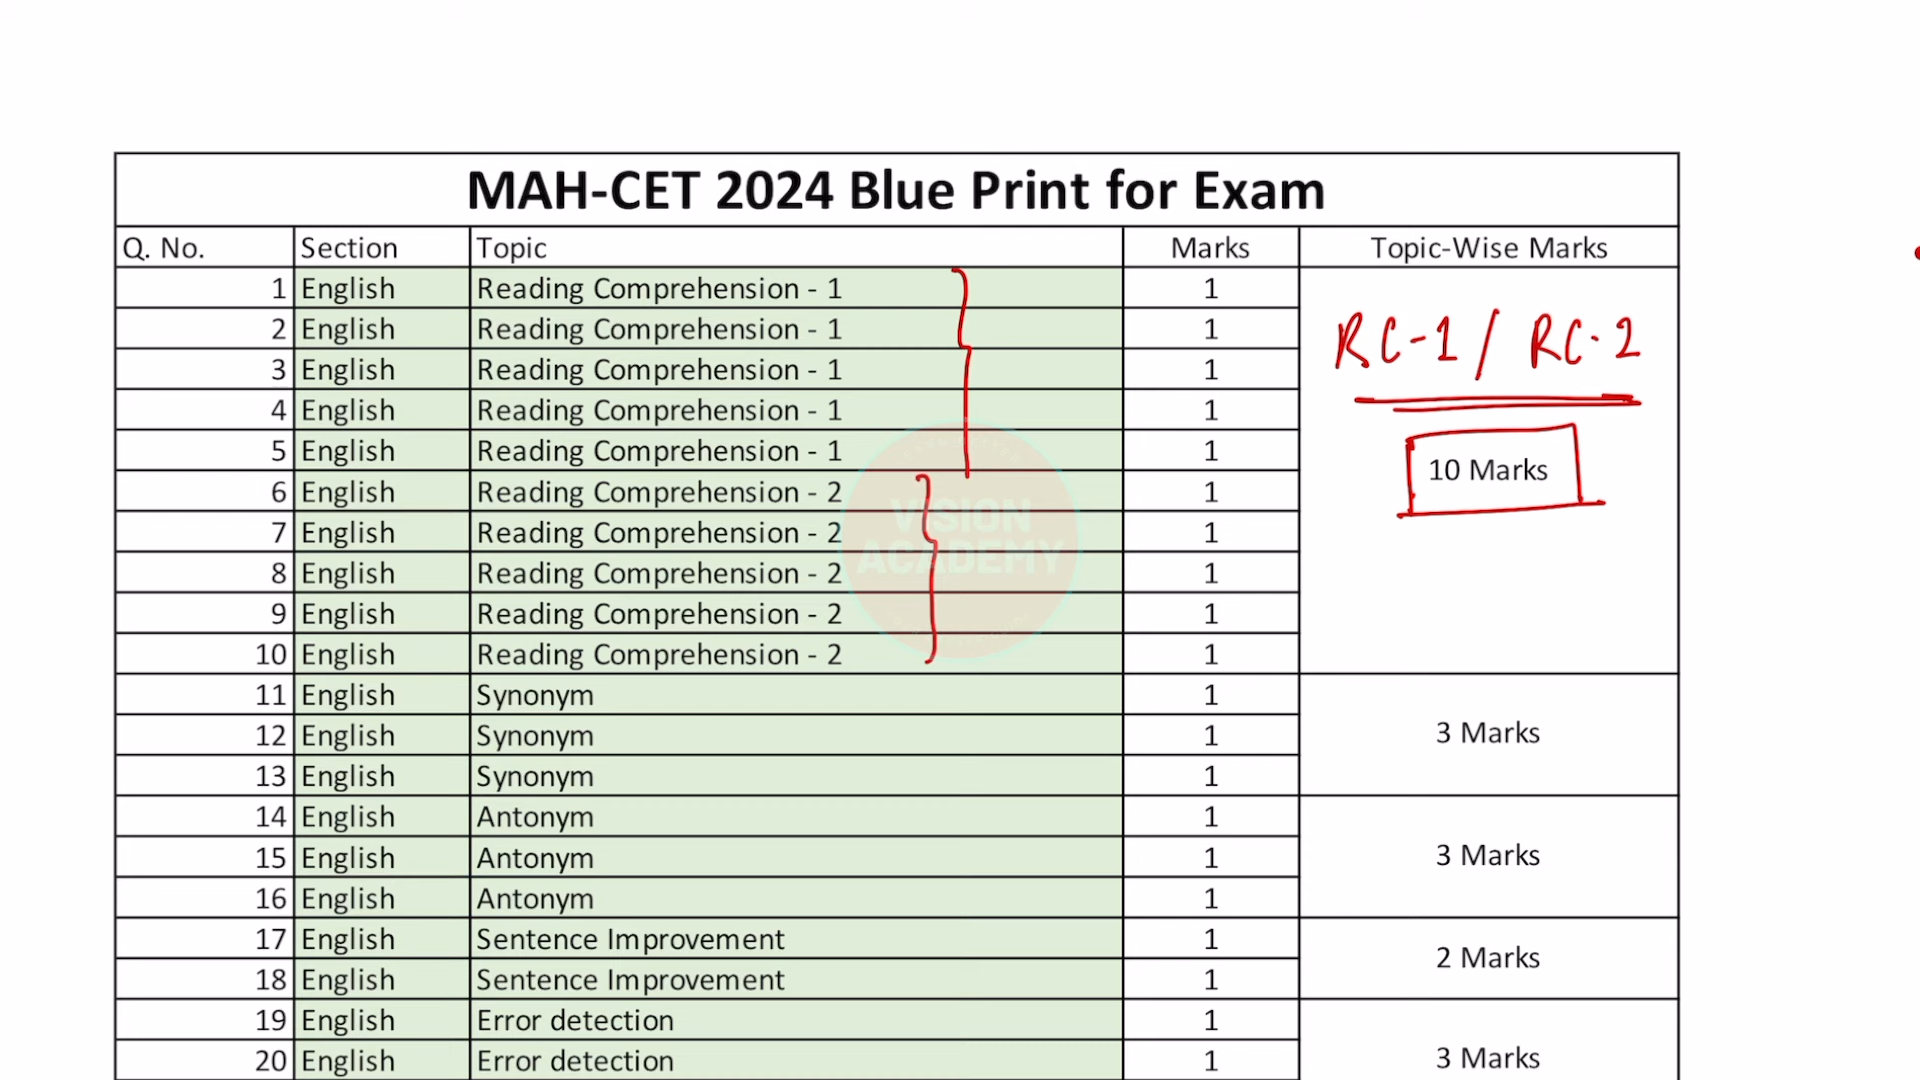 MAH-CET 2024 Blue Print for Exam
Q. No. Section Topic Marks Topic-Wise Marks
1 English Reading Comprehension - 1 1
2 English Reading Comprehension - 1 1
RC-1 / RC-2
3 English Reading Comprehension - 1 1
4 English Reading Comprehension - 1 1
5 English Reading Comprehension - 1 1
10 Marks
6 English Reading Comprehension - 2 1
VISION
7 English Reading Comprehension - 2 1
ACADEMY
8 English Reading Comprehension - 2 1
9 English Reading Comprehension - 2 1
10 English Reading Comprehension - 2 1
11 English Synonym 1
12 English Synonym 1 3 Marks
13 English Synonym 1
14 English Antonym 1
15 English Antonym 1 3 Marks
16 English Antonym 1
17 English Sentence Improvement 1
2 Marks
18 English Sentence Improvement 1
19 English Error detection 1
20 English Error detection 1 3 Marks